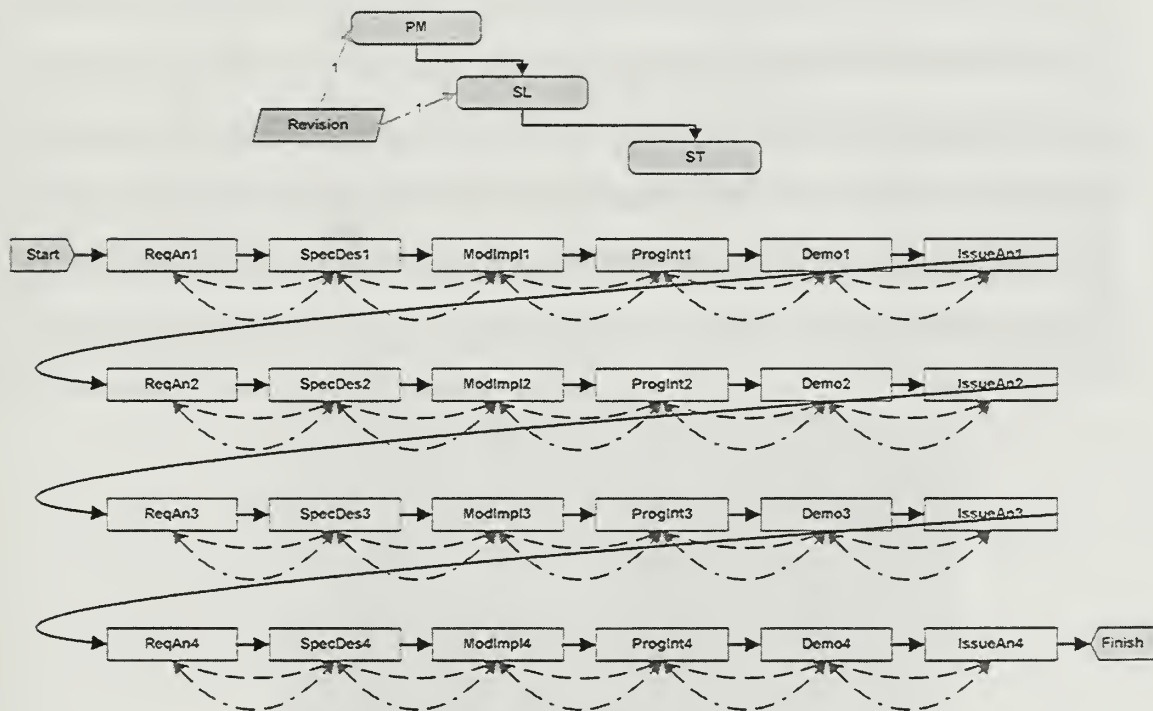 PM
1
SL
1
Revision
ST
Start ReqAn1 SpecDes1 ModImpl1 ProgInt1 Demo1 IssueAn1
ReqAn2 SpecDes2 ModImpl2 ProgInt2 Demo2 IssueAn2
ReqAn3 SpecDes3 ModImpl3 ProgInt3 Demo3 IssueAn3
ReqAn4 SpecDes4 ModImpl4 ProgInt4 Demo4 IssueAn4 Finish